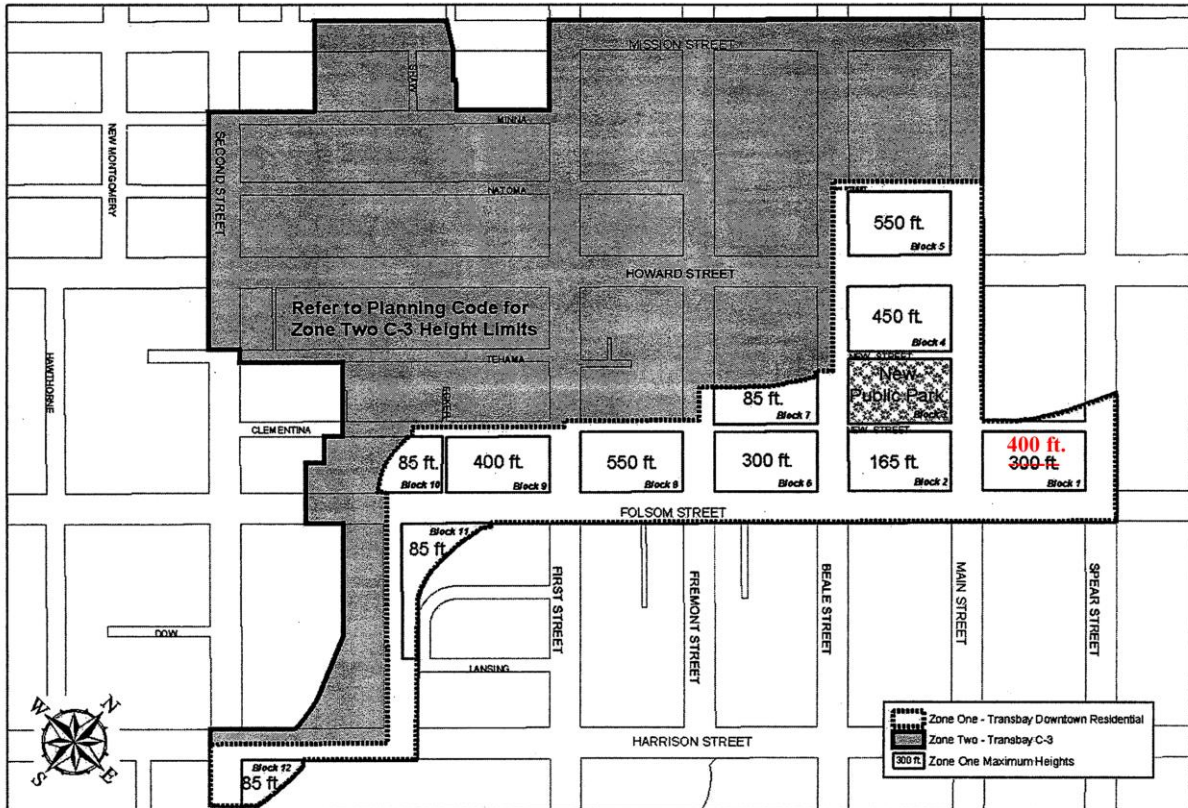 MISSION STREET
SHAW
MINNA
NEW MONTGOMERY
SECOND STREET
NATOMA
550 ft.
Block 5
HOWARD STREET
Refer to Planning Code for
Zone Two C-3 Height Limits
450 ft.
Block 4
TEHAMA
NEW STREET
New
Public Park
Block 3
HAWTHORNE
85 ft.
Block 7
CLEMENTINA
NEW STREET
85 ft.
Block 10
400 ft.
Block 9
550 ft.
Block 8
300 ft.
Block 6
165 ft.
Block 2
400 ft.
300 ft.
Block 1
FOLSOM STREET
Block 11
85 ft.
FIRST STREET
FREMONT STREET
BEALE STREET
MAIN STREET
SPEAR STREET
DOW
LANSING
W
N
S
E
HARRISON STREET
Block 12
85 ft.
Zone One - Transbay Downtown Residential
Zone Two - Transbay C-3
300 ft. Zone One Maximum Heights